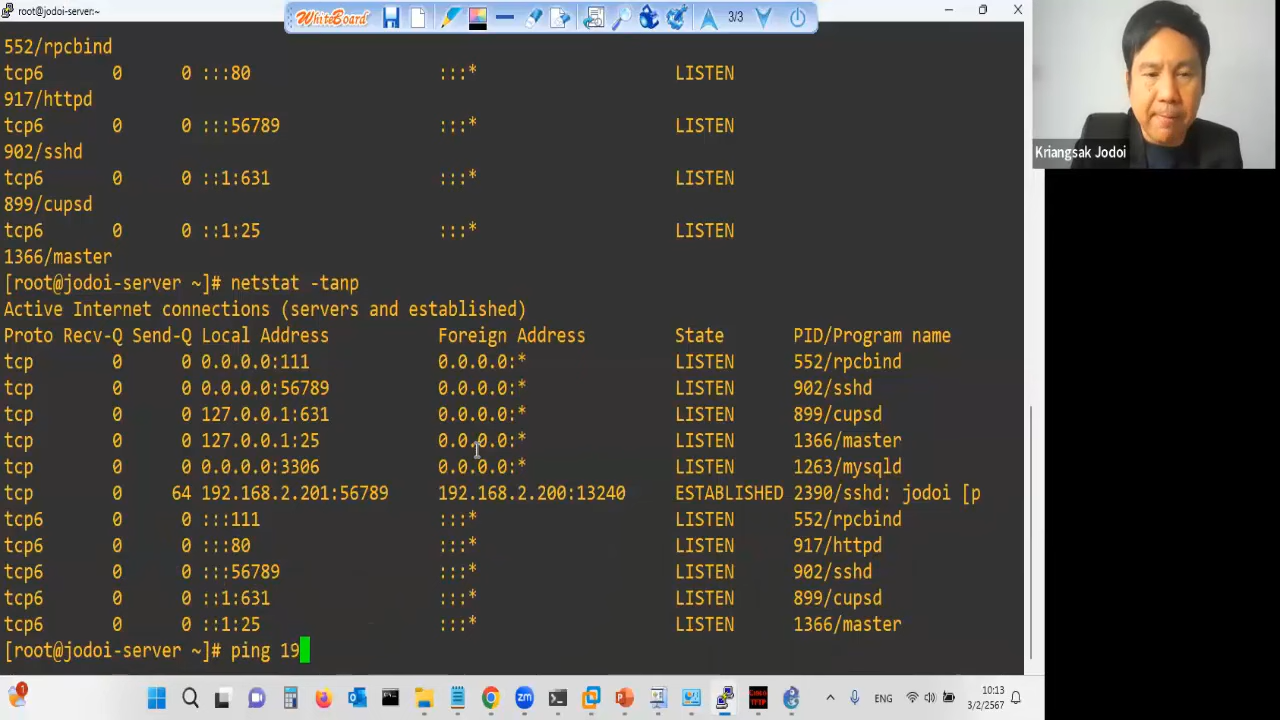 root@jodoi-server:~
WhiteBoard
3/3
552/rpcbind
tcp6 0 0 :::80 :::* LISTEN
917/httpd
tcp6 0 0 :::56789 :::* LISTEN
902/sshd
tcp6 0 0 ::1:631 :::* LISTEN
899/cupsd
tcp6 0 0 ::1:25 :::* LISTEN
1366/master
[root@jodoi-server ~]# netstat -tanp
Active Internet connections (servers and established)
Proto Recv-Q Send-Q Local Address Foreign Address State PID/Program name
tcp 0 0 0.0.0.0:111 0.0.0.0:* LISTEN 552/rpcbind
tcp 0 0 0.0.0.0:56789 0.0.0.0:* LISTEN 902/sshd
tcp 0 0 127.0.0.1:631 0.0.0.0:* LISTEN 899/cupsd
tcp 0 0 127.0.0.1:25 0.0.0.0:* LISTEN 1366/master
tcp 0 0 0.0.0.0:3306 0.0.0.0:* LISTEN 1263/mysqld
tcp 0 64 192.168.2.201:56789 192.168.2.200:13240 ESTABLISHED 2390/sshd: jodoi [p
tcp6 0 0 :::111 :::* LISTEN 552/rpcbind
tcp6 0 0 :::80 :::* LISTEN 917/httpd
tcp6 0 0 :::56789 :::* LISTEN 902/sshd
tcp6 0 0 ::1:631 :::* LISTEN 899/cupsd
tcp6 0 0 ::1:25 :::* LISTEN 1366/master
[root@jodoi-server ~]# ping 19
Kriangsak Jodoi
1
zm
ENG
10:13
3/2/2567